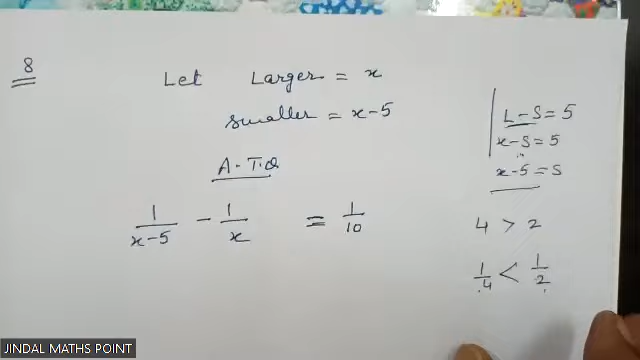 8
Let Larger = x
smaller = x-5
A-T-Q
1/(x-5) - 1/x = 1/10
L-S = 5
x-S = 5
x-5 = S
4 > 2
1/4 < 1/2
JINDAL MATHS POINT